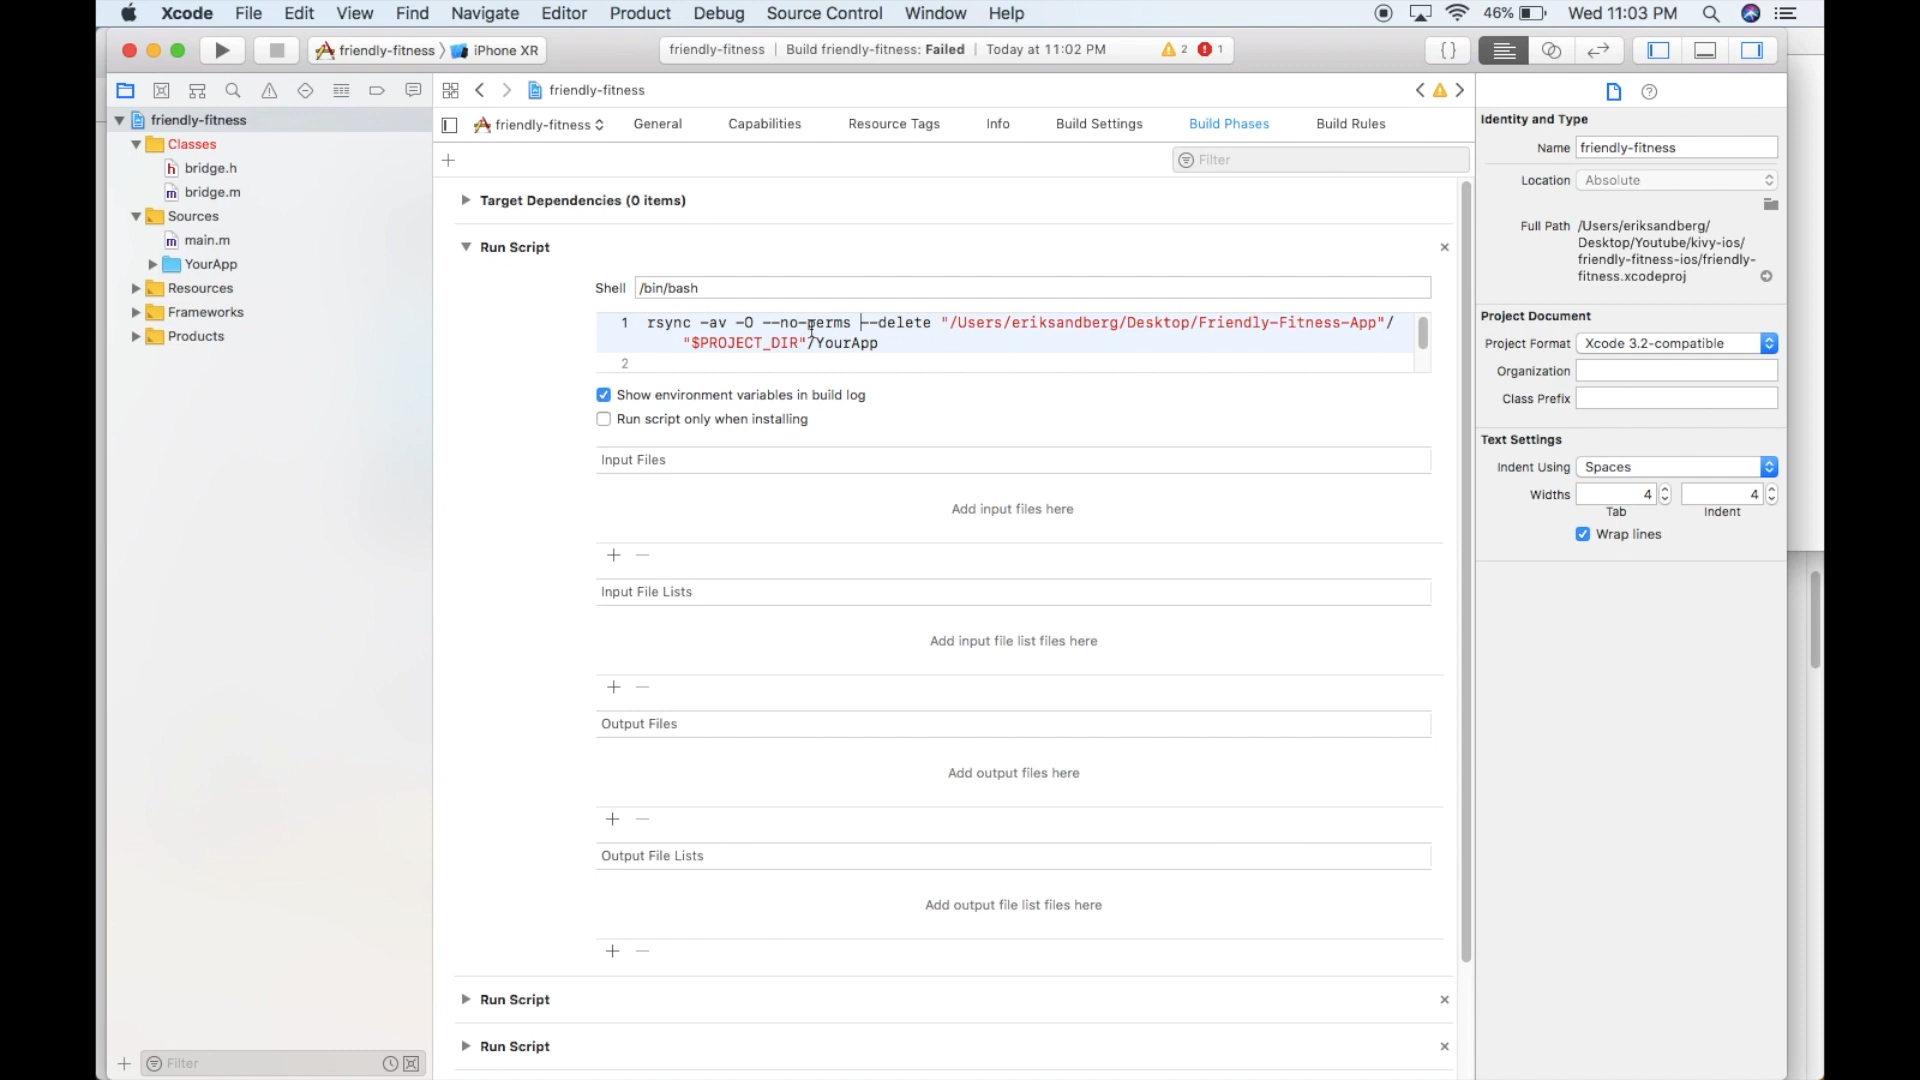 Xcode File Edit View Find Navigate Editor Product Debug Source Control Window Help 46% Wed 11:03 PM
friendly-fitness iPhone XR friendly-fitness | Build friendly-fitness: Failed | Today at 11:02 PM 2 1 {}
friendly-fitness
friendly-fitness General Capabilities Resource Tags Info Build Settings Build Phases Build Rules
Filter
friendly-fitness
Classes
h bridge.h
m bridge.m
Sources
m main.m
YourApp
Resources
Frameworks
Products
Target Dependencies (0 items)
Run Script
Shell /bin/bash
1 rsync -av -O --no-perms --delete "/Users/eriksandberg/Desktop/Friendly-Fitness-App"/
"$PROJECT_DIR"/YourApp
2
Show environment variables in build log
Run script only when installing
Input Files
Add input files here
Input File Lists
Add input file list files here
Output Files
Add output files here
Output File Lists
Add output file list files here
Run Script
Run Script
Filter
Identity and Type
Name friendly-fitness
Location Absolute
Full Path /Users/eriksandberg/
Desktop/Youtube/kivy-ios/
friendly-fitness-ios/friendly-
fitness.xcodeproj
Project Document
Project Format Xcode 3.2-compatible
Organization
Class Prefix
Text Settings
Indent Using Spaces
Widths 4 4
Tab Indent
Wrap lines